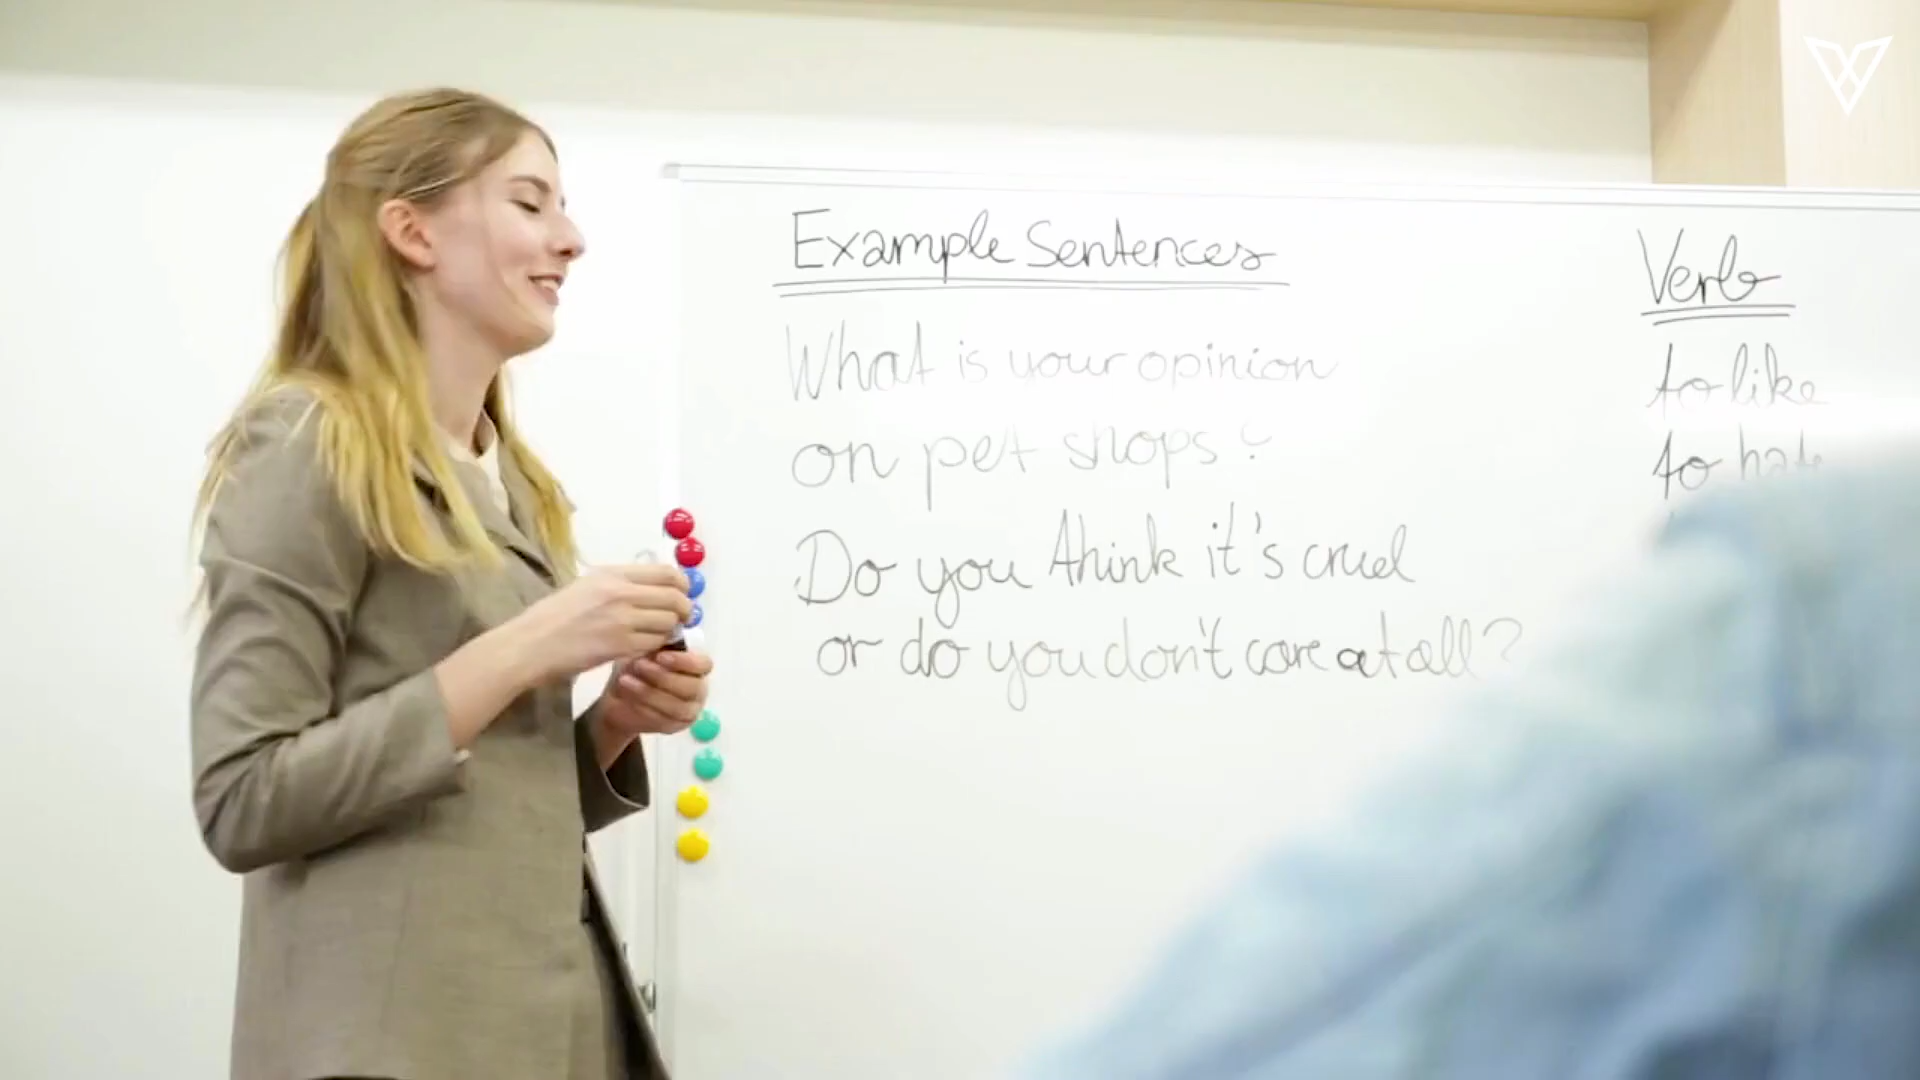 Example Sentences
What is your opinion
on pet shops?
Do you think it's cruel
or do you don't care at all?
Verb
to like
to hate